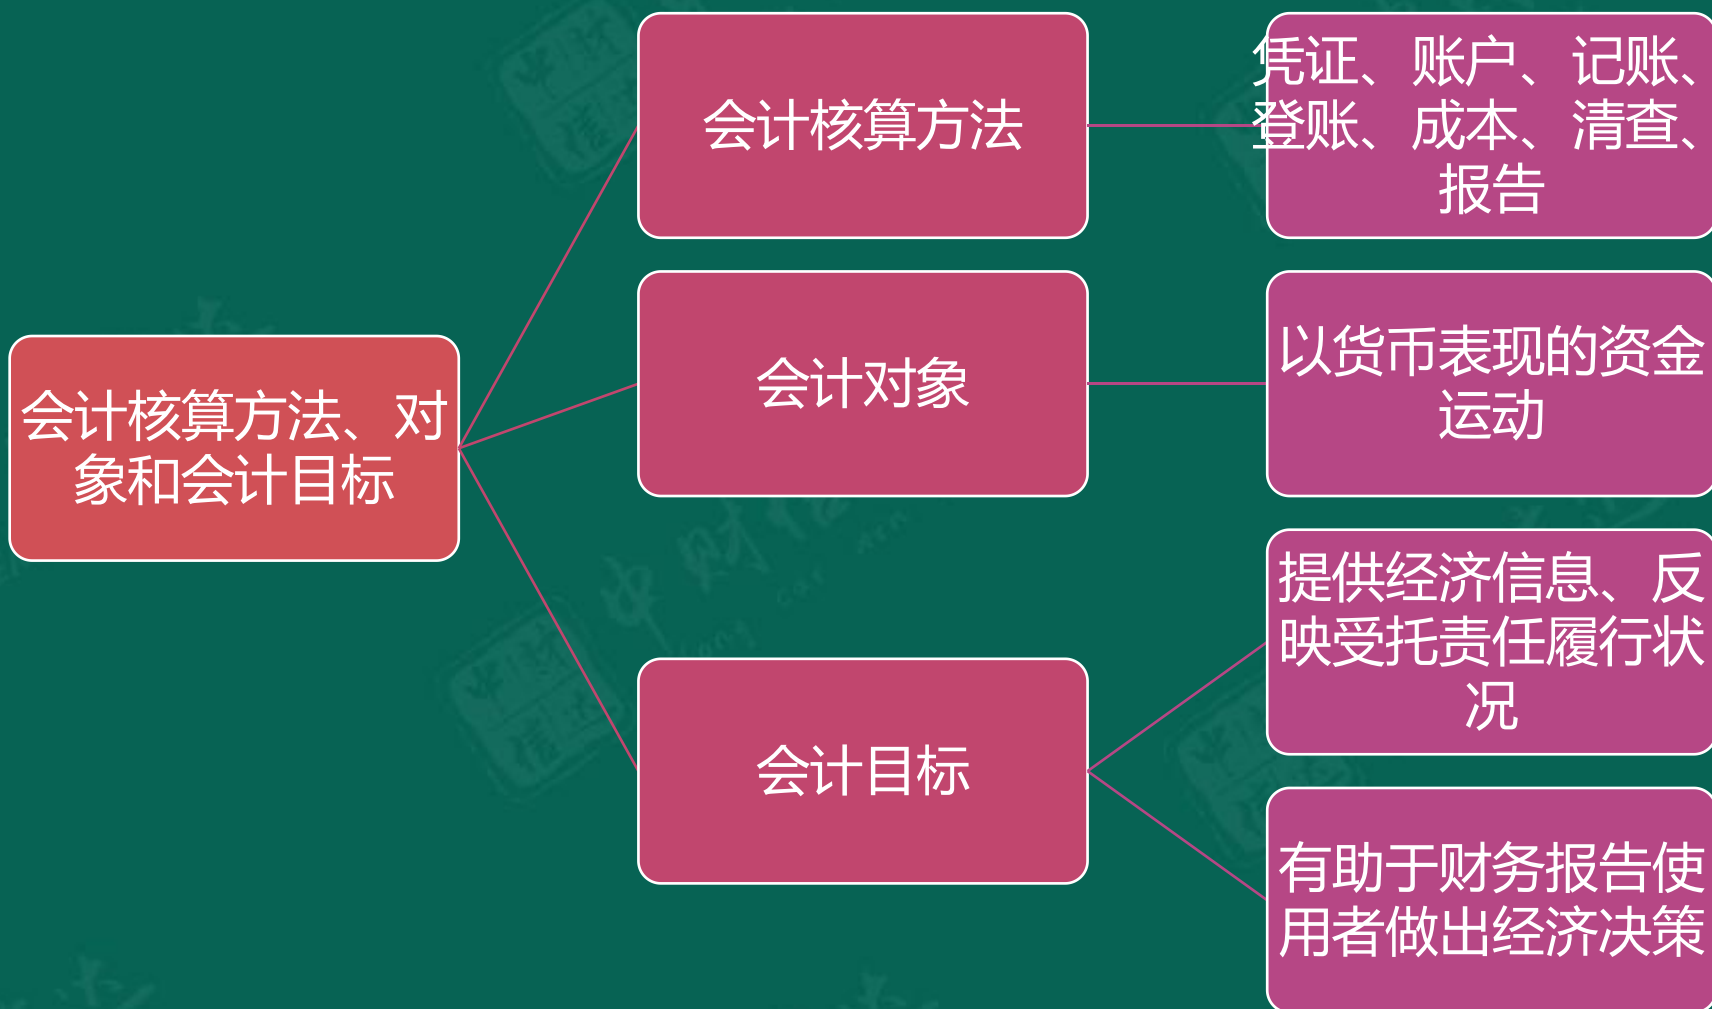 会计核算方法、对
象和会计目标
会计核算方法
凭证、账户、记账、
登账、成本、清查、
报告
会计对象
以货币表现的资金
运动
会计目标
提供经济信息、反
映受托责任履行状
况
有助于财务报告使
用者做出经济决策